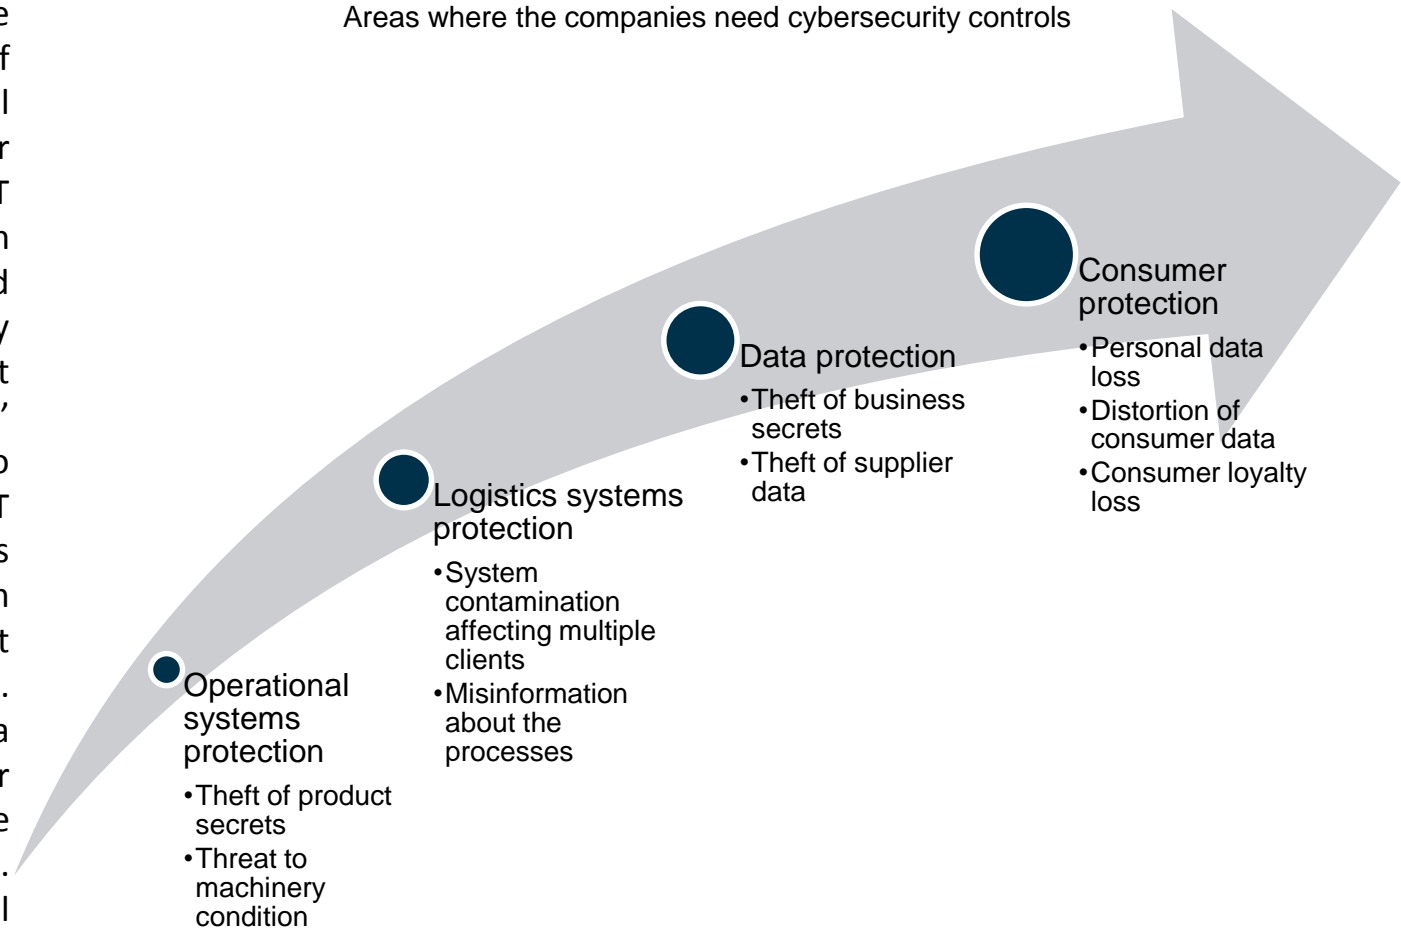 Areas where the companies need cybersecurity controls
Operational
systems
protection
•Theft of product
secrets
•Threat to
machinery
condition
Logistics systems
protection
•System
contamination
affecting multiple
clients
•Misinformation
about the
processes
Data protection
•Theft of business
secrets
•Theft of supplier
data
Consumer
protection
•Personal data
loss
•Distortion of
consumer data
•Consumer loyalty
loss